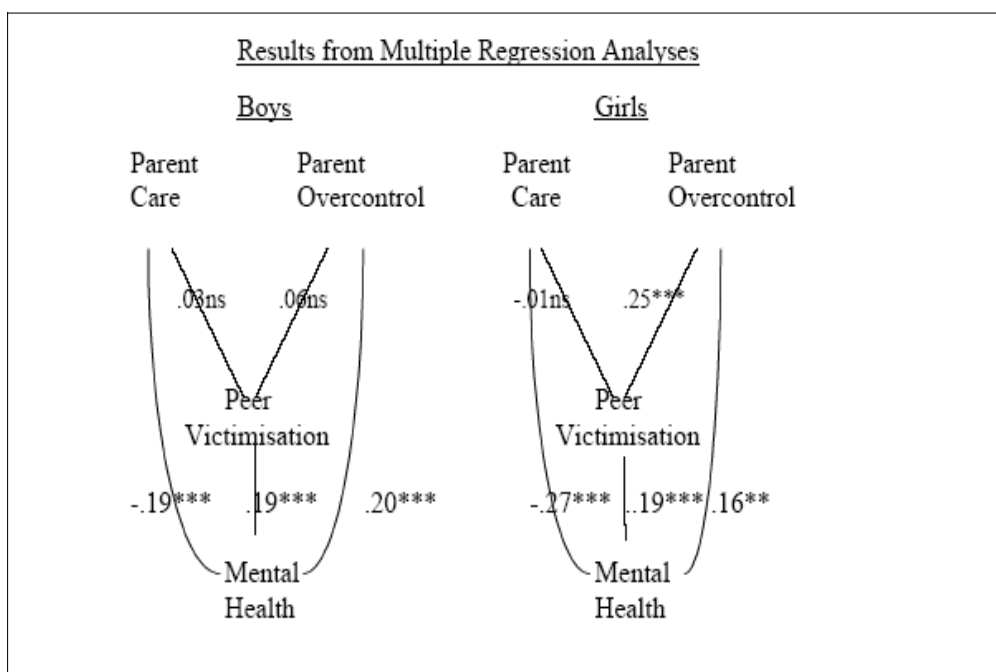 Results from Multiple Regression Analyses
Boys
Girls
Parent
Care
Parent
Overcontrol
Parent
Care
Parent
Overcontrol
.03ns
.06ns
-.01ns
.25***
Peer
Victimisation
Peer
Victimisation
-.19***
.19***
.20***
-.27***
..19***
.16**
Mental
Health
Mental
Health